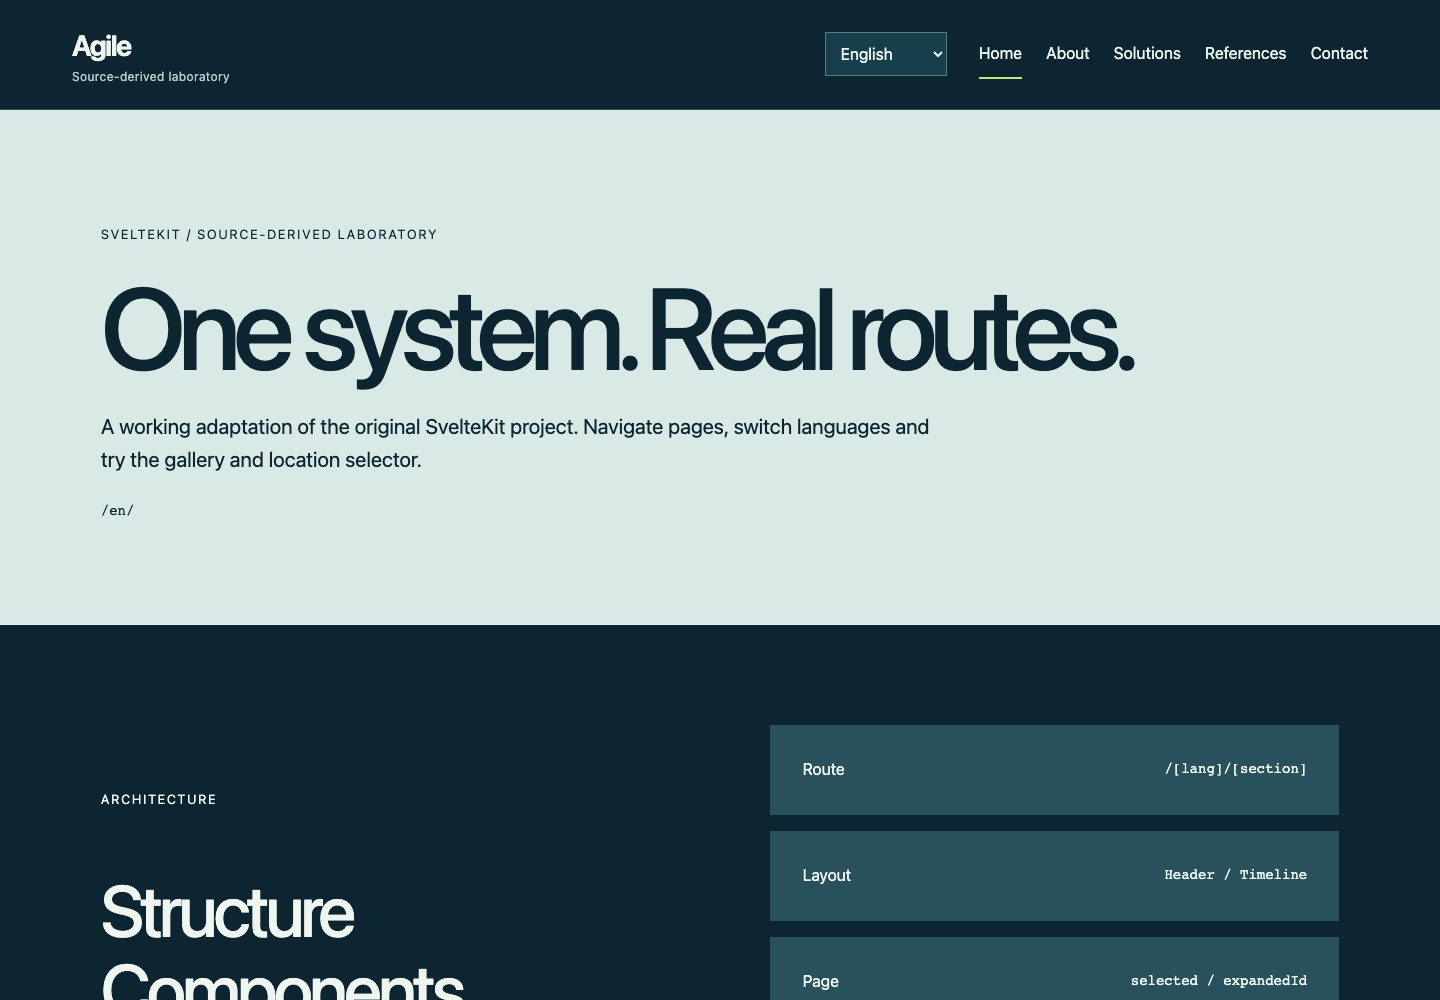 Agile
Source-derived laboratory
English
Home
About
Solutions
References
Contact
SVELTEKIT / SOURCE-DERIVED LABORATORY
One system. Real routes.
A working adaptation of the original SvelteKit project. Navigate pages, switch languages and
try the gallery and location selector.
/en/
ARCHITECTURE
Structure
Components
Route
/[lang]/[section]
Layout
Header / Timeline
Page
selected / expandedId